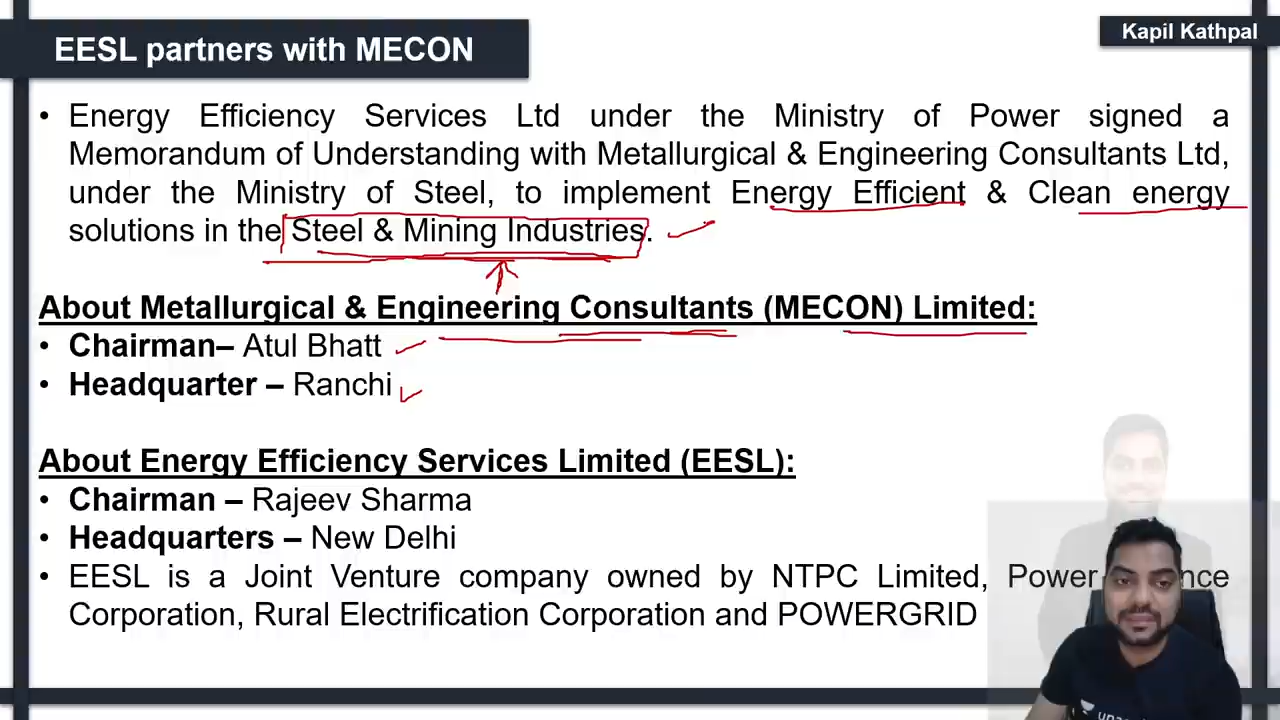 EESL partners with MECON
Kapil Kathpal
• Energy Efficiency Services Ltd under the Ministry of Power signed a
Memorandum of Understanding with Metallurgical & Engineering Consultants Ltd,
under the Ministry of Steel, to implement Energy Efficient & Clean energy
solutions in the Steel & Mining Industries.
About Metallurgical & Engineering Consultants (MECON) Limited:
• Chairman– Atul Bhatt
• Headquarter – Ranchi
About Energy Efficiency Services Limited (EESL):
• Chairman – Rajeev Sharma
• Headquarters – New Delhi
• EESL is a Joint Venture company owned by NTPC Limited, Power
Corporation, Rural Electrification Corporation and POWERGRID